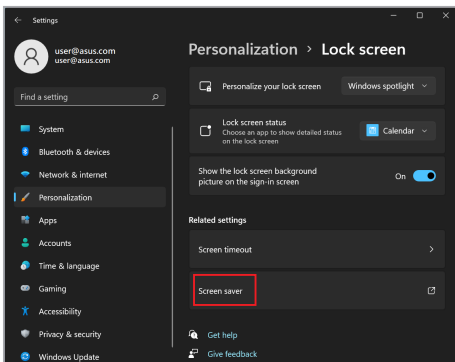 Settings
user@asus.com
user@asus.com
Find a setting
System
Bluetooth & devices
Network & internet
Personalization
Apps
Accounts
Time & language
Gaming
Accessibility
Privacy & security
Windows Update
Personalization > Lock screen
Personalize your lock screen
Windows spotlight
Lock screen status
Choose an app to show detailed status
on the lock screen
Calendar
Show the lock screen background
picture on the sign-in screen
On
Related settings
Screen timeout
Screen saver
Get help
Give feedback